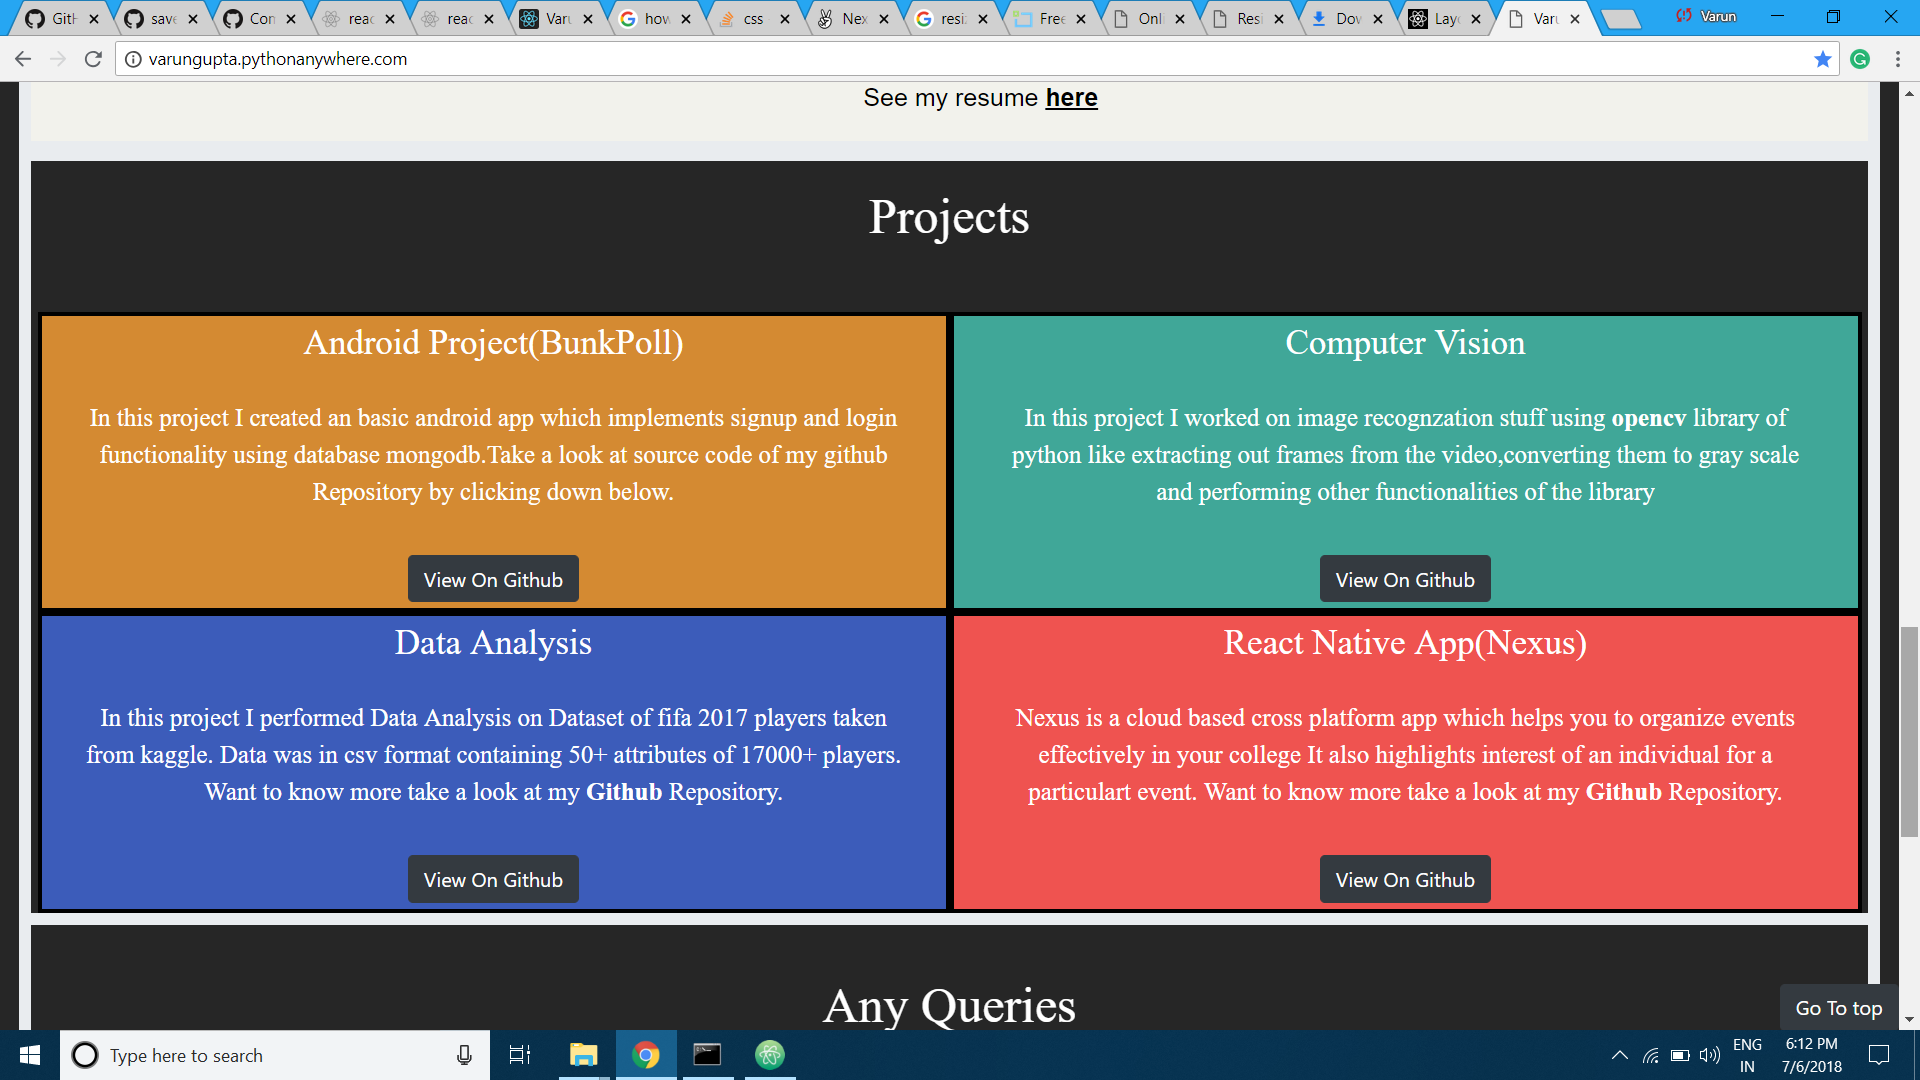 Gitl
save
Con
reac
reac
Varu
how
css
Nex
resi
Free
Onl
Resi
Dov
Layo
Varu
Varun
varungupta.pythonanywhere.com
See my resume here
Projects
Android Project(BunkPoll)
In this project I created an basic android app which implements signup and login
functionality using database mongodb.Take a look at source code of my github
Repository by clicking down below.
View On Github
Computer Vision
In this project I worked on image recognzation stuff using opencv library of
python like extracting out frames from the video,converting them to gray scale
and performing other functionalities of the library
View On Github
Data Analysis
In this project I performed Data Analysis on Dataset of fifa 2017 players taken
from kaggle. Data was in csv format containing 50+ attributes of 17000+ players.
Want to know more take a look at my Github Repository.
View On Github
React Native App(Nexus)
Nexus is a cloud based cross platform app which helps you to organize events
effectively in your college It also highlights interest of an individual for a
particulart event. Want to know more take a look at my Github Repository.
View On Github
Any Queries
Go To top
Type here to search
ENG
IN
6:12 PM
7/6/2018